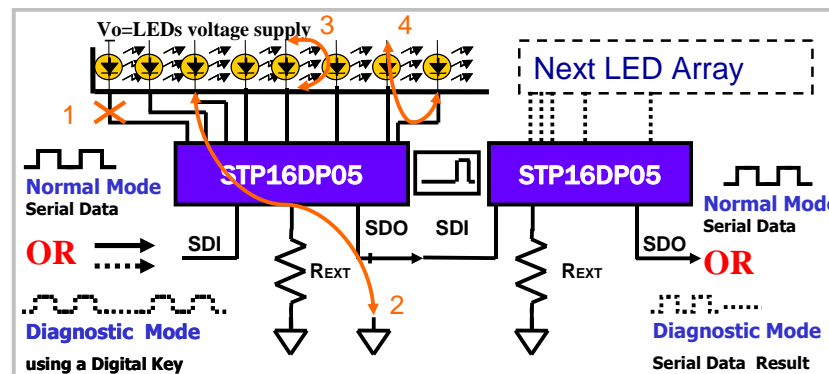 Vo=LEDs voltage supply
3
4
Next LED Array
1
STP16DP05
STP16DP05
Normal Mode
Serial Data
Normal Mode
Serial Data
SDI
SDO
SDI
SDO
OR
OR
REXT
REXT
2
Diagnostic Mode
using a Digital Key
Diagnostic Mode
Serial Data Result